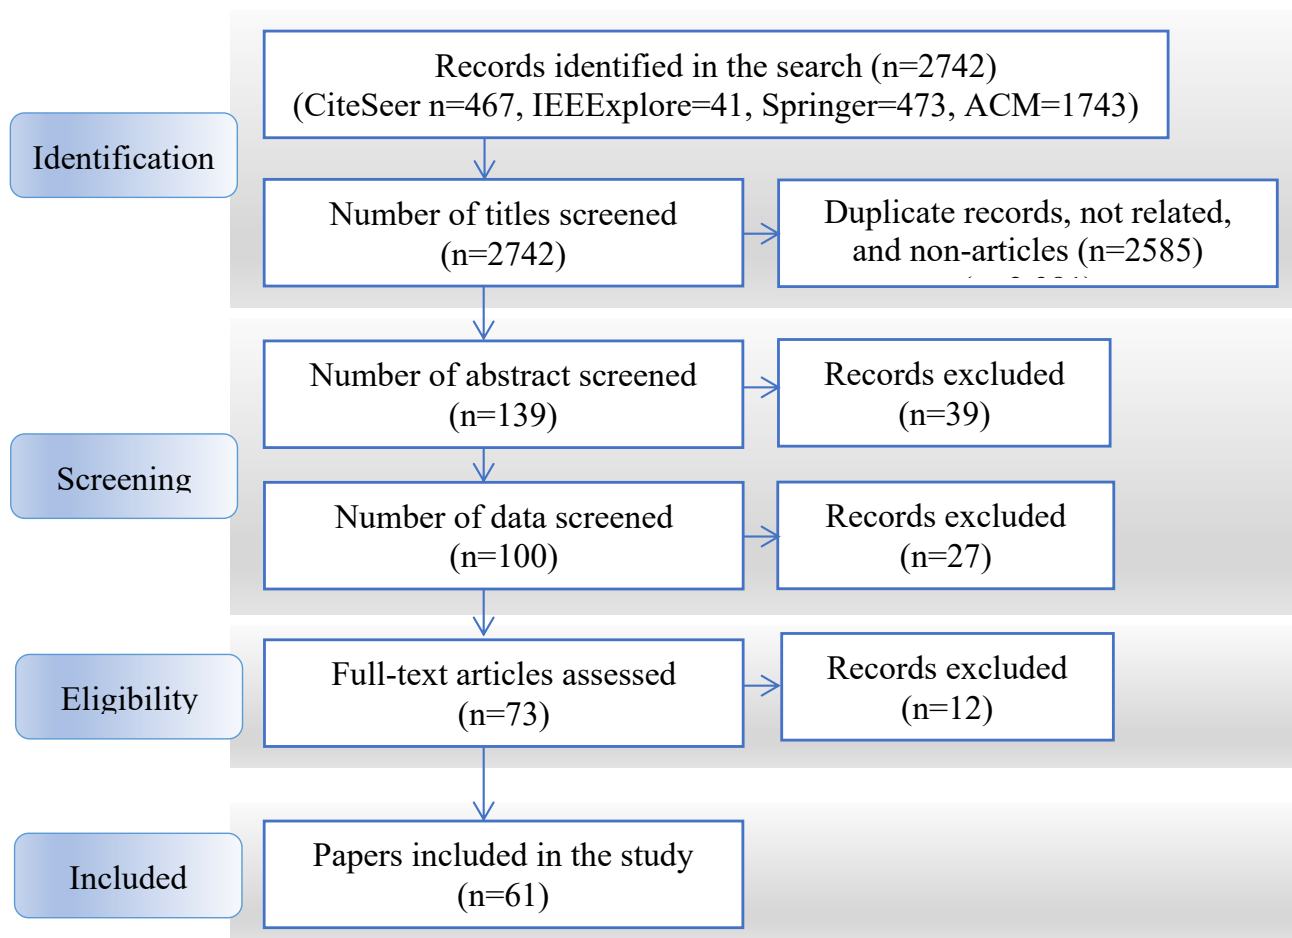 Records identified in the search (n=2742)
(CiteSeer n=467, IEEExplore=41, Springer=473, ACM=1743)
Identification
Number of titles screened
(n=2742)
Duplicate records, not related,
and non-articles (n=2585)
Number of abstract screened
(n=139)
Records excluded
(n=39)
Screening
Number of data screened
(n=100)
Records excluded
(n=27)
Eligibility
Full-text articles assessed
(n=73)
Records excluded
(n=12)
Included
Papers included in the study
(n=61)